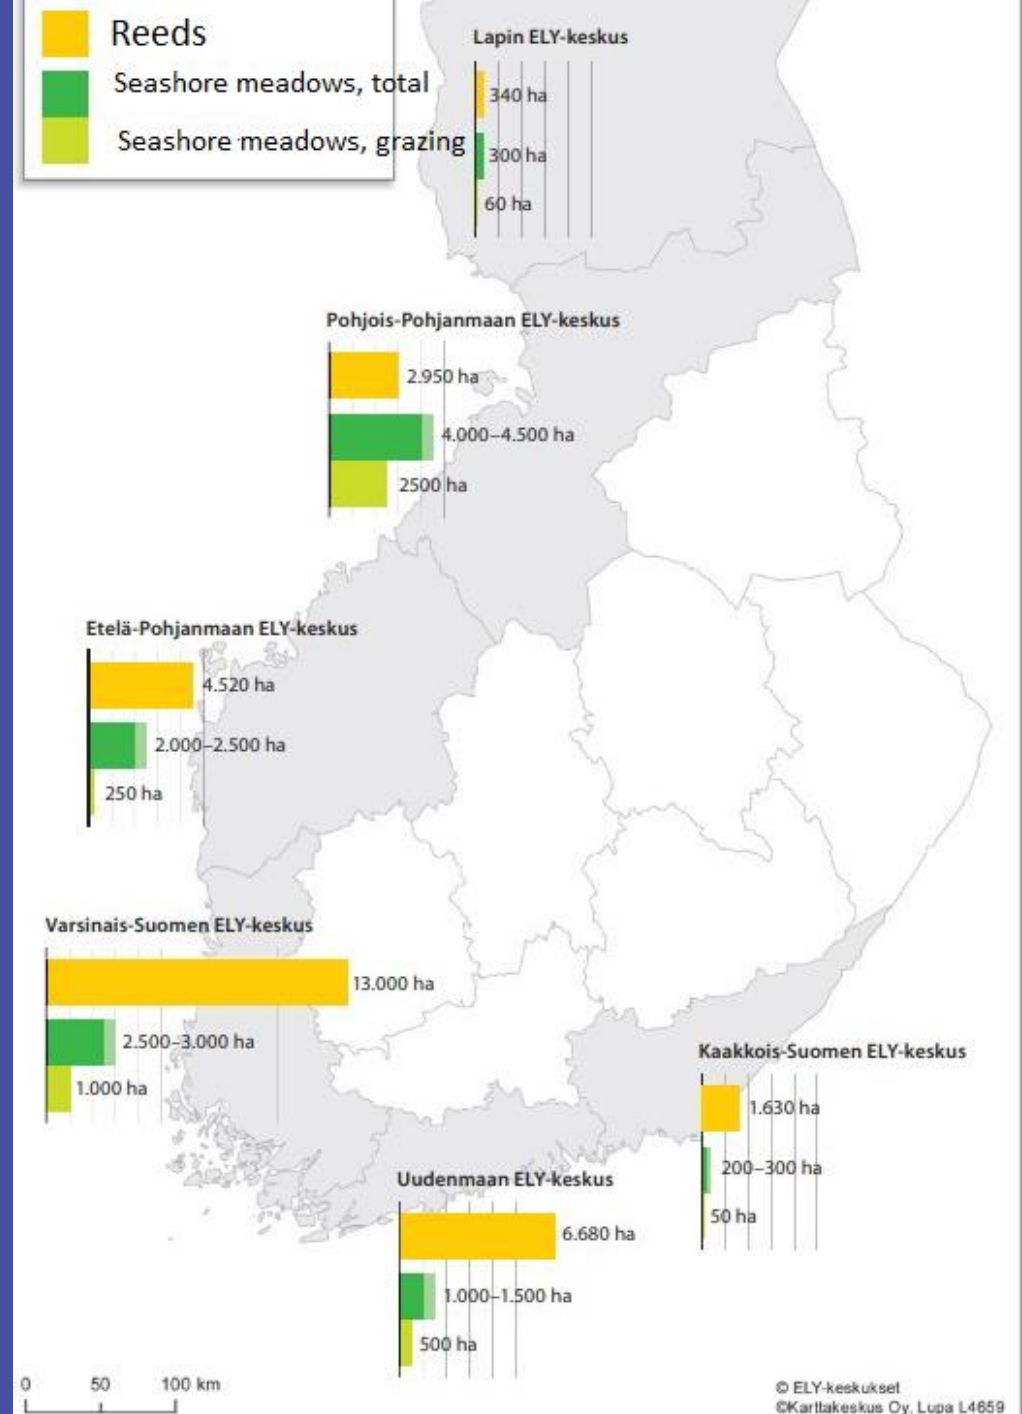 Reeds
Seashore meadows, total
Seashore meadows, grazing
Lapin ELY-keskus
340 ha
300 ha
60 ha
Pohjois-Pohjanmaan ELY-keskus
2.950 ha
4.000–4.500 ha
2500 ha
Etelä-Pohjanmaan ELY-keskus
4.520 ha
2.000–2.500 ha
250 ha
Varsinais-Suomen ELY-keskus
13.000 ha
2.500–3.000 ha
1.000 ha
Kaakkois-Suomen ELY-keskus
1.630 ha
200–300 ha
50 ha
Uudenmaan ELY-keskus
6.680 ha
1.000–1.500 ha
500 ha
0 50 100 km
© ELY-keskukset
©Karttakeskus Oy, Lupa L4659